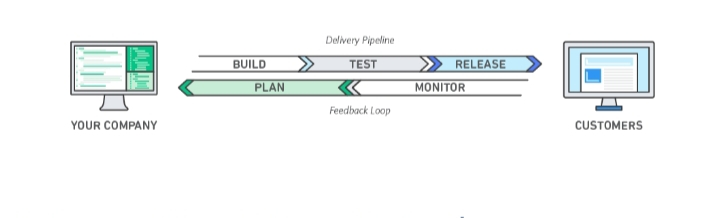 Delivery Pipeline
BUILD TEST RELEASE
PLAN MONITOR
Feedback Loop
YOUR COMPANY CUSTOMERS